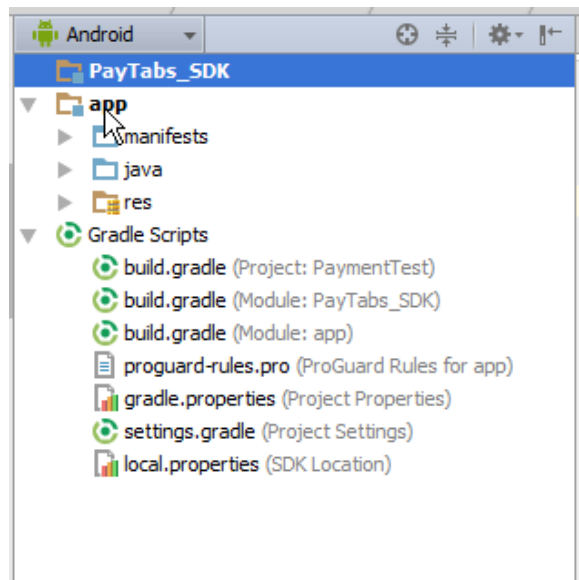 Android
PayTabs_SDK
app
manifests
java
res
Gradle Scripts
build.gradle (Project: PaymentTest)
build.gradle (Module: PayTabs_SDK)
build.gradle (Module: app)
proguard-rules.pro (ProGuard Rules for app)
gradle.properties (Project Properties)
settings.gradle (Project Settings)
local.properties (SDK Location)